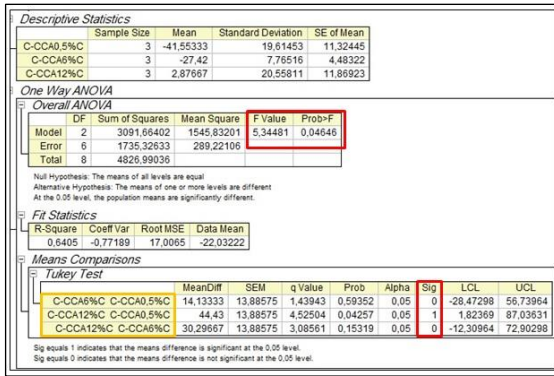 Descriptive Statistics
Sample Size Mean Standard Deviation SE of Mean
C-CCA0,5%C 3 -41,55333 19,61453 11,32445
C-CCA6%C 3 -27,42 7,76516 4,48322
C-CCA12%C 3 2,87667 20,55811 11,86923
One Way ANOVA
Overall ANOVA
DF Sum of Squares Mean Square F Value Prob>F
Model 2 3091,66402 1545,83201 5,34481 0,04646
Error 6 1735,32633 289,22106
Total 8 4826,99036
Null Hypothesis: The means of all levels are equal
Alternative Hypothesis: The means of one or more levels are different
At the 0.05 level, the population means are significantly different.
Fit Statistics
R-Square Coeff Var Root MSE Data Mean
0,6405 -0,77189 17,0065 -22,03222
Means Comparisons
Tukey Test
MeanDiff SEM q Value Prob Alpha Sig LCL UCL
C-CCA6%C C-CCA0,5%C 14,13333 13,88575 1,43943 0,59352 0,05 0 -28,47298 56,73964
C-CCA12%C C-CCA0,5%C 44,43 13,88575 4,52504 0,04257 0,05 1 1,82369 87,03631
C-CCA12%C C-CCA6%C 30,29667 13,88575 3,08561 0,15319 0,05 0 -12,30964 72,90298
Sig equals 1 indicates that the means difference is significant at the 0,05 level.
Sig equals 0 indicates that the means difference is not significant at the 0,05 level.